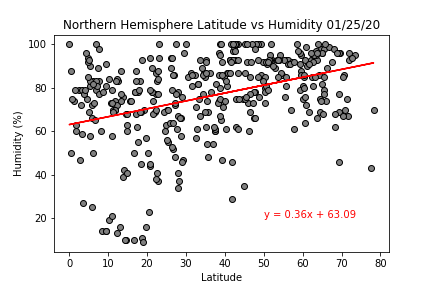 Northern Hemisphere Latitude vs Humidity 01/25/20
Humidity (%)
100
80
60
40
20
y = 0.36x + 63.09
0 10 20 30 40 50 60 70 80
Latitude